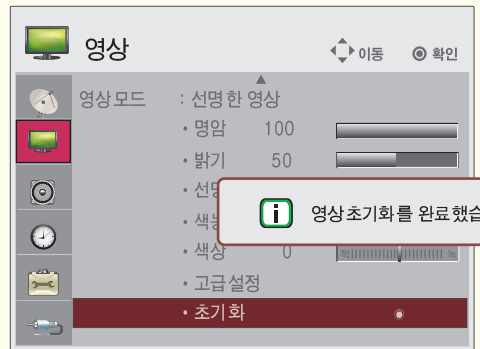 영상
이동 확인
영상모드 : 선명한 영상
• 명암 100
• 밝기 50
• 선명
영상초기화를 완료했습
• 색
• 색상 0
적 녹
• 고급설정
• 초기화